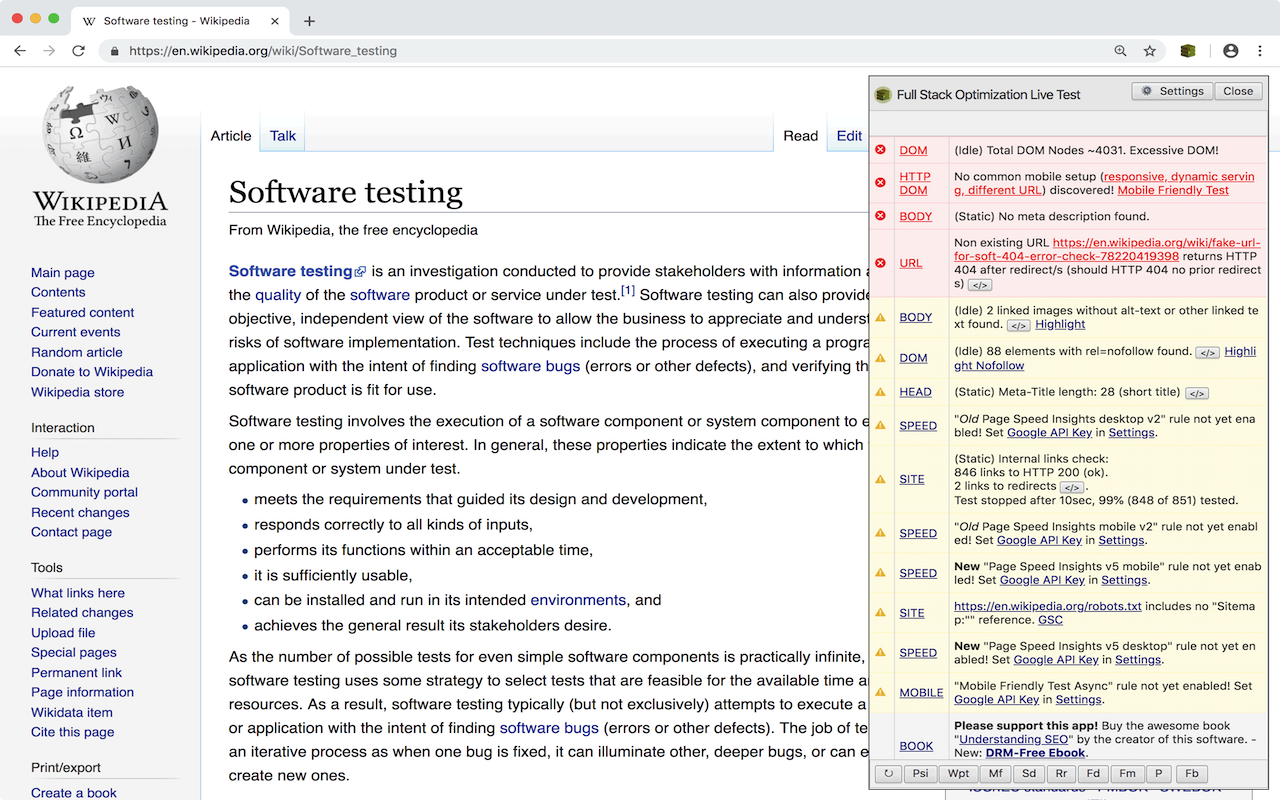 Software testing - Wikipedia
https://en.wikipedia.org/wiki/Software_testing
WIKIPEDIA
The Free Encyclopedia
Main page
Contents
Featured content
Current events
Random article
Donate to Wikipedia
Wikipedia store
Interaction
Help
About Wikipedia
Community portal
Recent changes
Contact page
Tools
What links here
Related changes
Upload file
Special pages
Permanent link
Page information
Wikidata item
Cite this page
Print/export
Create a book
Article Talk Read Edit
Software testing
From Wikipedia, the free encyclopedia
Software testing is an investigation conducted to provide stakeholders with information
the quality of the software product or service under test.[1] Software testing can also provide
objective, independent view of the software to allow the business to appreciate and
risks of software implementation. Test techniques include the process of executing a
application with the intent of finding software bugs (errors or other defects), and verifying
software product is fit for use.
Software testing involves the execution of a software component or system component to
one or more properties of interest. In general, these properties indicate the extent to which
component or system under test.
meets the requirements that guided its design and development,
responds correctly to all kinds of inputs,
performs its functions within an acceptable time,
it is sufficiently usable,
can be installed and run in its intended environments, and
achieves the general result its stakeholders desire.
As the number of possible tests for even simple software components is practically infinite,
software testing uses some strategy to select tests that are feasible for the available time
resources. As a result, software testing typically (but not exclusively) attempts to execute a
or application with the intent of finding software bugs (errors or other defects). The job of
an iterative process as when one bug is fixed, it can illuminate other, deeper bugs, or can
create new ones.
Full Stack Optimization Live Test Settings Close
DOM (Idle) Total DOM Nodes ~4031. Excessive DOM!
HTTP DOM No common mobile setup (responsive, dynamic servin
g, different URL) discovered! Mobile Friendly Test
BODY (Static) No meta description found.
URL Non existing URL https://en.wikipedia.org/wiki/fake-url-
for-soft-404-error-check-78220419398 returns HTTP
404 after redirect/s (should HTTP 404 no prior redirect
s) </>
BODY (Idle) 2 linked images without alt-text or other linked te
xt found. </> Highlight
DOM (Idle) 88 elements with rel=nofollow found. </> Highli
ght Nofollow
HEAD (Static) Meta-Title length: 28 (short title) </>
SPEED "Old Page Speed Insights desktop v2" rule not yet ena
bled! Set Google API Key in Settings.
SITE (Static) Internal links check:
846 links to HTTP 200 (ok).
2 links to redirects </>.
Test stopped after 10sec, 99% (848 of 851) tested.
SPEED "Old Page Speed Insights mobile v2" rule not yet enabl
ed! Set Google API Key in Settings.
SPEED New "Page Speed Insights v5 mobile" rule not yet enab
led! Set Google API Key in Settings.
SITE https://en.wikipedia.org/robots.txt includes no "Sitema
p:"" reference. GSC
SPEED New "Page Speed Insights v5 desktop" rule not yet en
abled! Set Google API Key in Settings.
MOBILE "Mobile Friendly Test Async" rule not yet enabled! Set
Google API Key in Settings.
BOOK Please support this app! Buy the awesome book
"Understanding SEO" by the creator of this software. -
New: DRM-Free Ebook.
Psi Wpt Mf Sd Rr Fd Fm P Fb